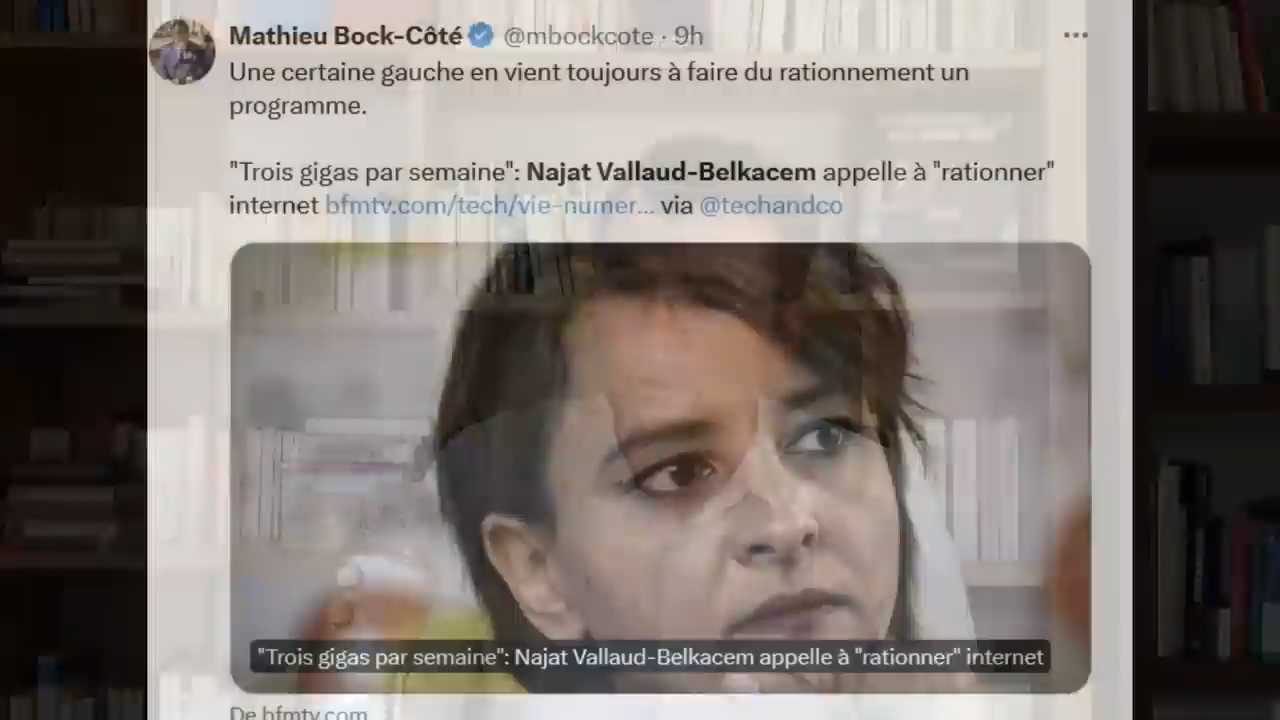 Mathieu Bock-Côté @mbockcote · 9h
Une certaine gauche en vient toujours à faire du rationnement un
programme.
"Trois gigas par semaine": Najat Vallaud-Belkacem appelle à "rationner"
internet bfmtv.com/tech/vie-numer... via @techandco
"Trois gigas par semaine": Najat Vallaud-Belkacem appelle à "rationner" internet
De bfmtv.com